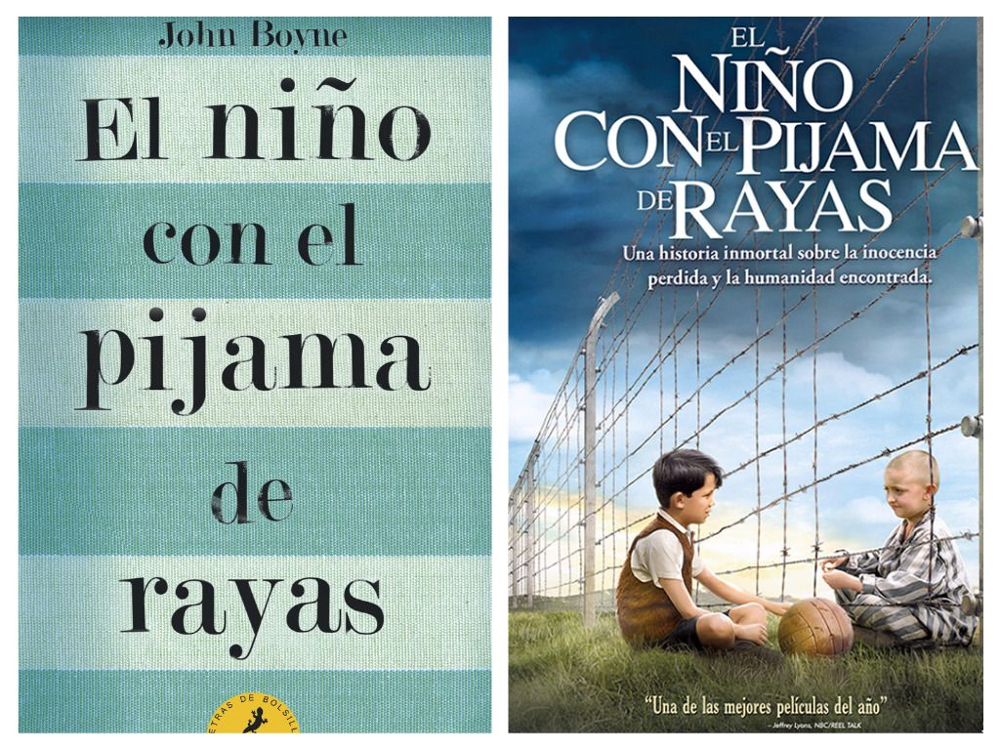 John Boyne
El niño
con el
pijama
de
rayas
ETRAS DE BOLSILL
EL
NIÑO
CON EL PIJAMA
DE RAYAS
Una historia inmortal sobre la inocencia
perdida y la humanidad encontrada.
“Una de las mejores películas del año”
- Jeffrey Lyons, NBC/REEL TALK